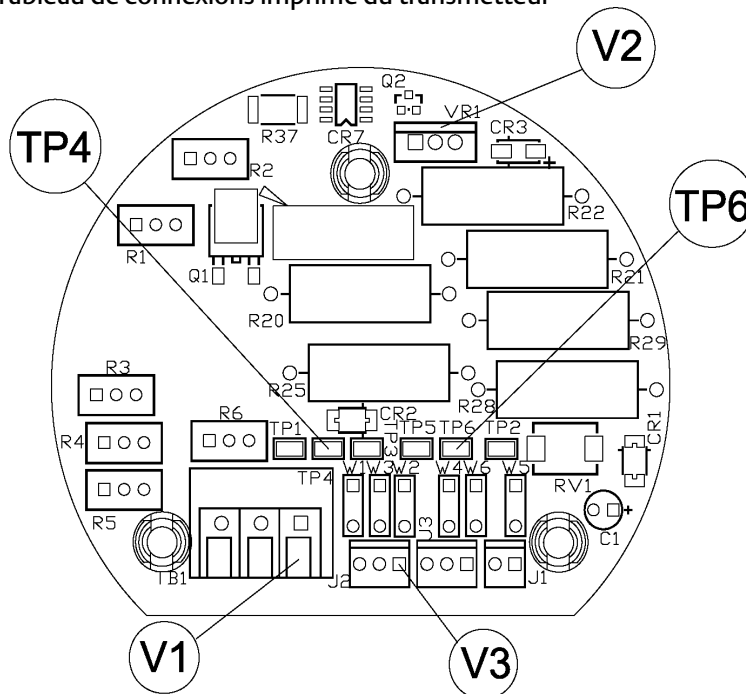 Tableau de connexions imprimé du transmetteur
V2
Q2
VR1
CR3
+
R37
CR7
TP4
R2
TP6
R22
R1
Q1
R21
R20
R29
R3
R25
R28
CR2
CR1
R6
TP1
TP3
TP5
TP6
TP2
R4
TP4
W1
W3
W2
W4
W6
W5
RV1
R5
J3
+
C1
TB1
J2
J1
V1
V3